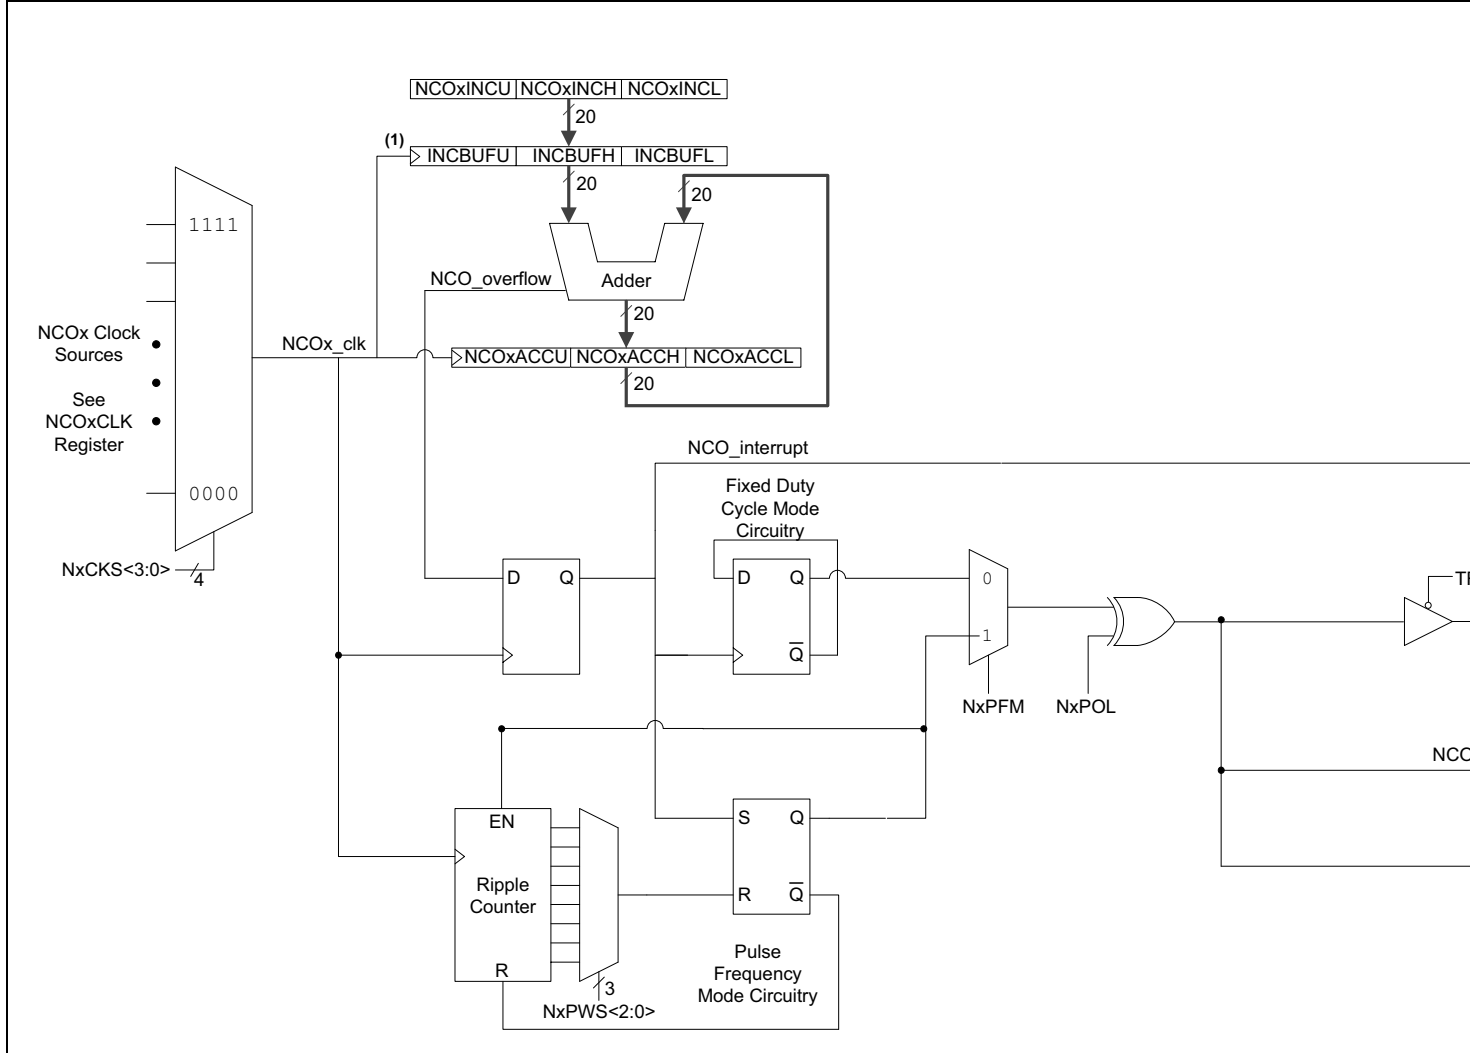 NCOxINCU NCOxINCH NCOxINCL
20
(1)
INCBUFU INCBUFH INCBUFL
20
20
1111
NCO_overflow
Adder
20
NCOx Clock
Sources
NCOx_clk
NCOxACCU NCOxACCH NCOxACCL
20
See
NCOxCLK
Register
NCO_interrupt
0000
Fixed Duty
Cycle Mode
Circuitry
NxCKS<3:0>
4
D Q
D Q
0
Q
1
NxPFM
NxPOL
NCO
EN
S Q
Ripple
Counter
R Q
R
Pulse
Frequency
Mode Circuitry
3
NxPWS<2:0>